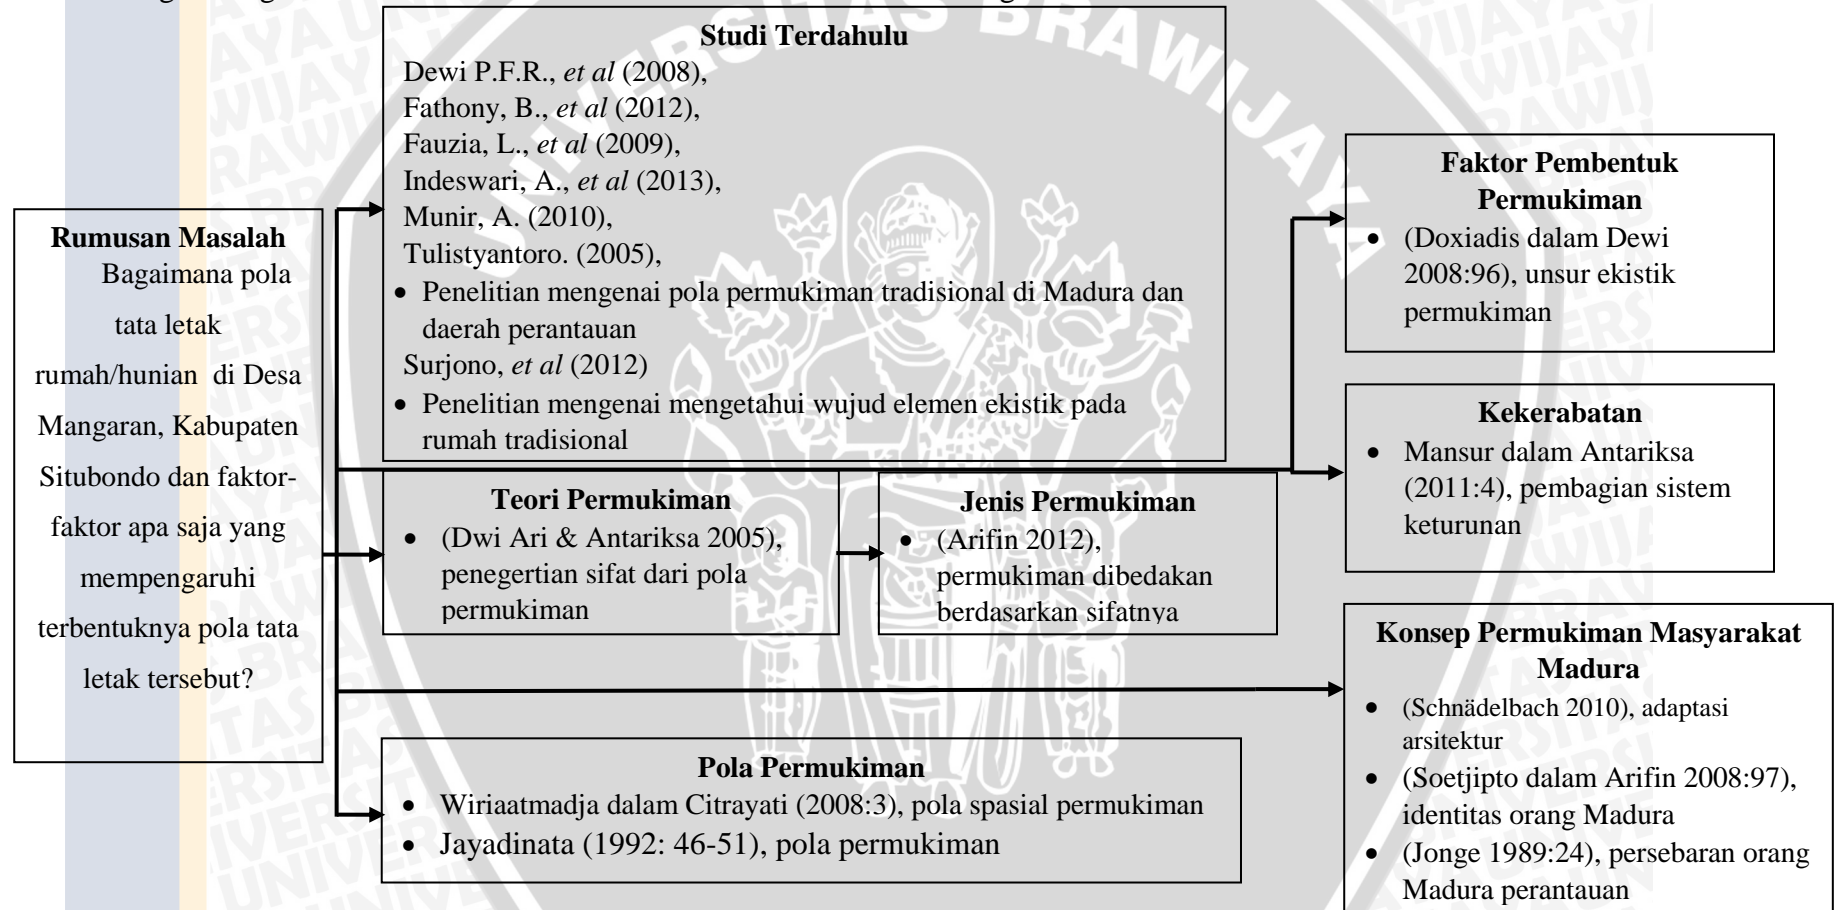 UNIVERSITAS BRAWIJAYA
Studi Terdahulu
Dewi P.F.R., et al (2008),
Fathony, B., et al (2012),
Fauzia, L., et al (2009),
Indeswari, A., et al (2013),
Munir, A. (2010),
Tulistyantoro. (2005),
• Penelitian mengenai pola permukiman tradisional di Madura dan
daerah perantauan
Surjono, et al (2012)
• Penelitian mengenai mengetahui wujud elemen ekistik pada
rumah tradisional
Rumusan Masalah
Bagaimana pola
tata letak
rumah/hunian di Desa
Mangaran, Kabupaten
Situbondo dan faktor-
faktor apa saja yang
mempengaruhi
terbentuknya pola tata
letak tersebut?
Teori Permukiman
• (Dwi Ari & Antariksa 2005),
penegertian sifat dari pola
permukiman
Jenis Permukiman
• (Arifin 2012),
permukiman dibedakan
berdasarkan sifatnya
Pola Permukiman
• Wiriaatmadja dalam Citrayati (2008:3), pola spasial permukiman
• Jayadinata (1992: 46-51), pola permukiman
Faktor Pembentuk
Permukiman
• (Doxiadis dalam Dewi
2008:96), unsur ekistik
permukiman
Kekerabatan
• Mansur dalam Antariksa
(2011:4), pembagian sistem
keturunan
Konsep Permukiman Masyarakat
Madura
• (Schnädelbach 2010), adaptasi
arsitektur
• (Soetjipto dalam Arifin 2008:97),
identitas orang Madura
• (Jonge 1989:24), persebaran orang
Madura perantauan